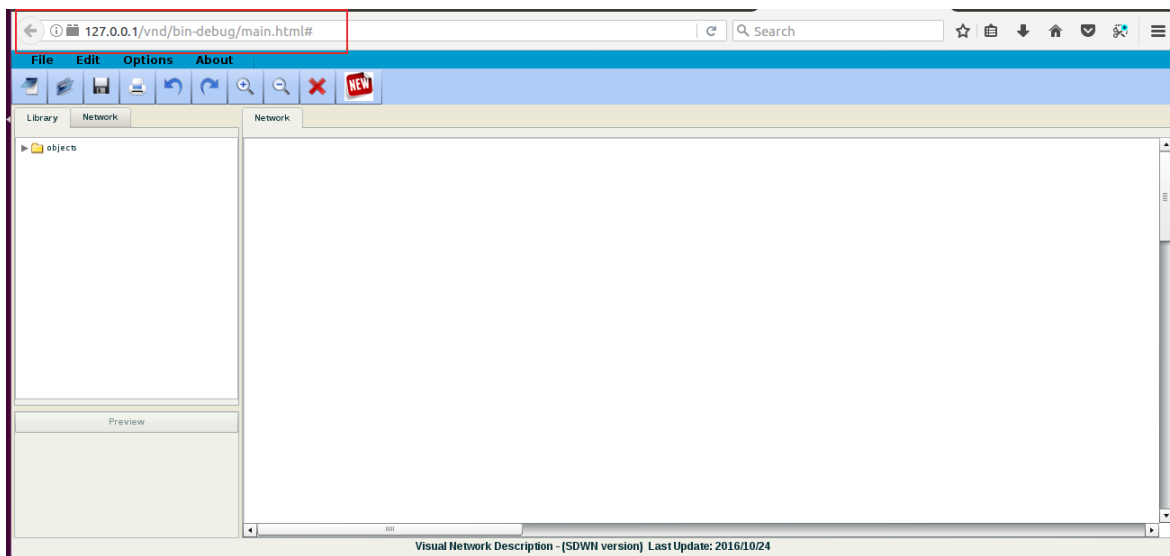 127.0.0.1/vnd/bin-debug/main.html#
Search
File Edit Options About
NEW
Library Network
Network
objects
Preview
Visual Network Description - (SDWN version) Last Update: 2016/10/24